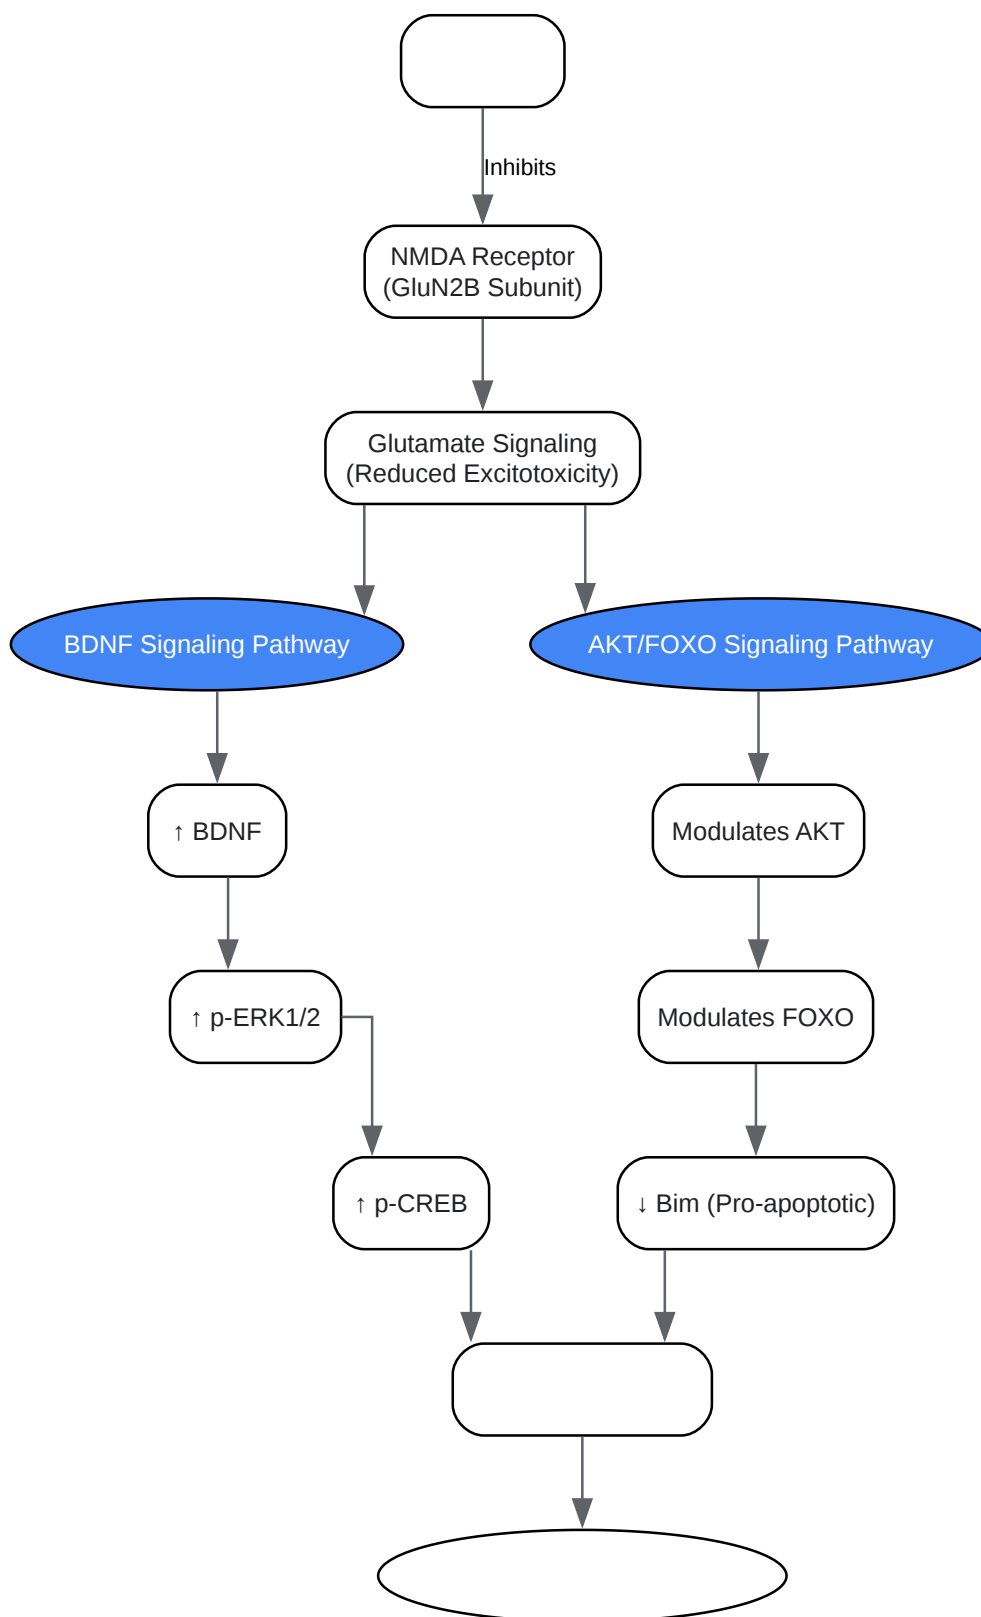 Inhibits
NMDA Receptor
(GluN2B Subunit)
Glutamate Signaling
(Reduced Excitotoxicity)
BDNF Signaling Pathway
AKT/FOXO Signaling Pathway
↑ BDNF
Modulates AKT
↑ p-ERK1/2
Modulates FOXO
↑ p-CREB
↓ Bim (Pro-apoptotic)